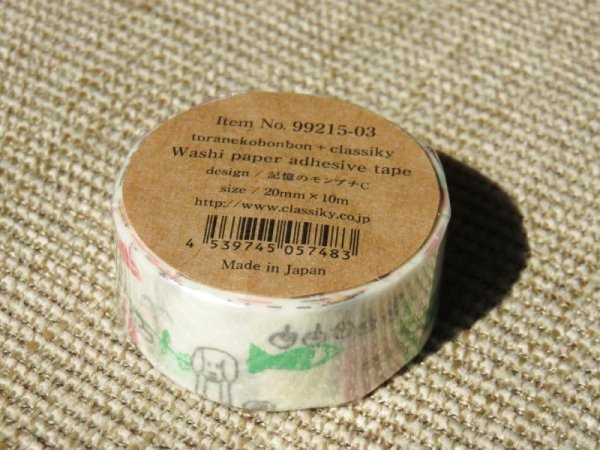 Item No. 99215-03
toranekobonbon + classiky
Washi paper adhesive tape
design / 記憶のモンプチC
size / 20mm×10m
http://www.classiky.co.jp
4 539745 057483
Made in Japan